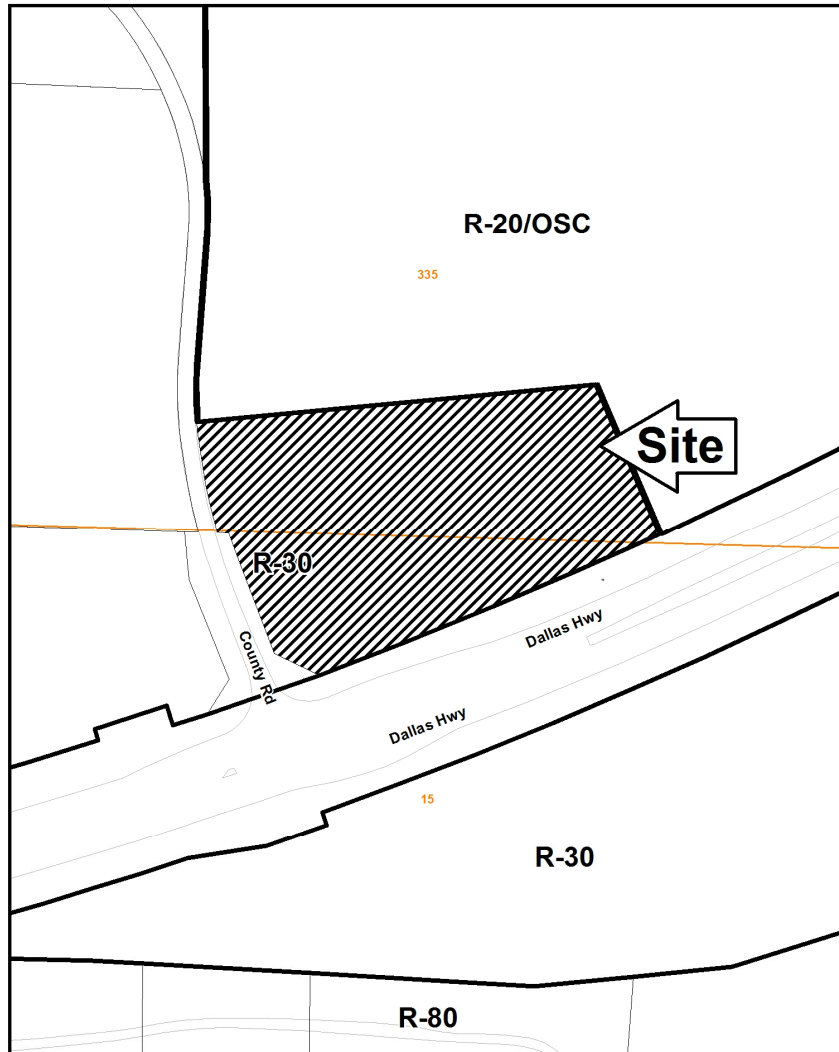 R-20/OSC
335
Site
R-30
Dallas Hwy
County Rd
Dallas Hwy
15
R-30
R-80